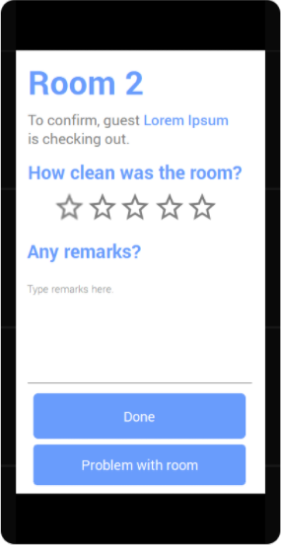 Room 2
To confirm, guest Lorem Ipsum
is checking out.
How clean was the room?
Any remarks?
Type remarks here.
Done
Problem with room